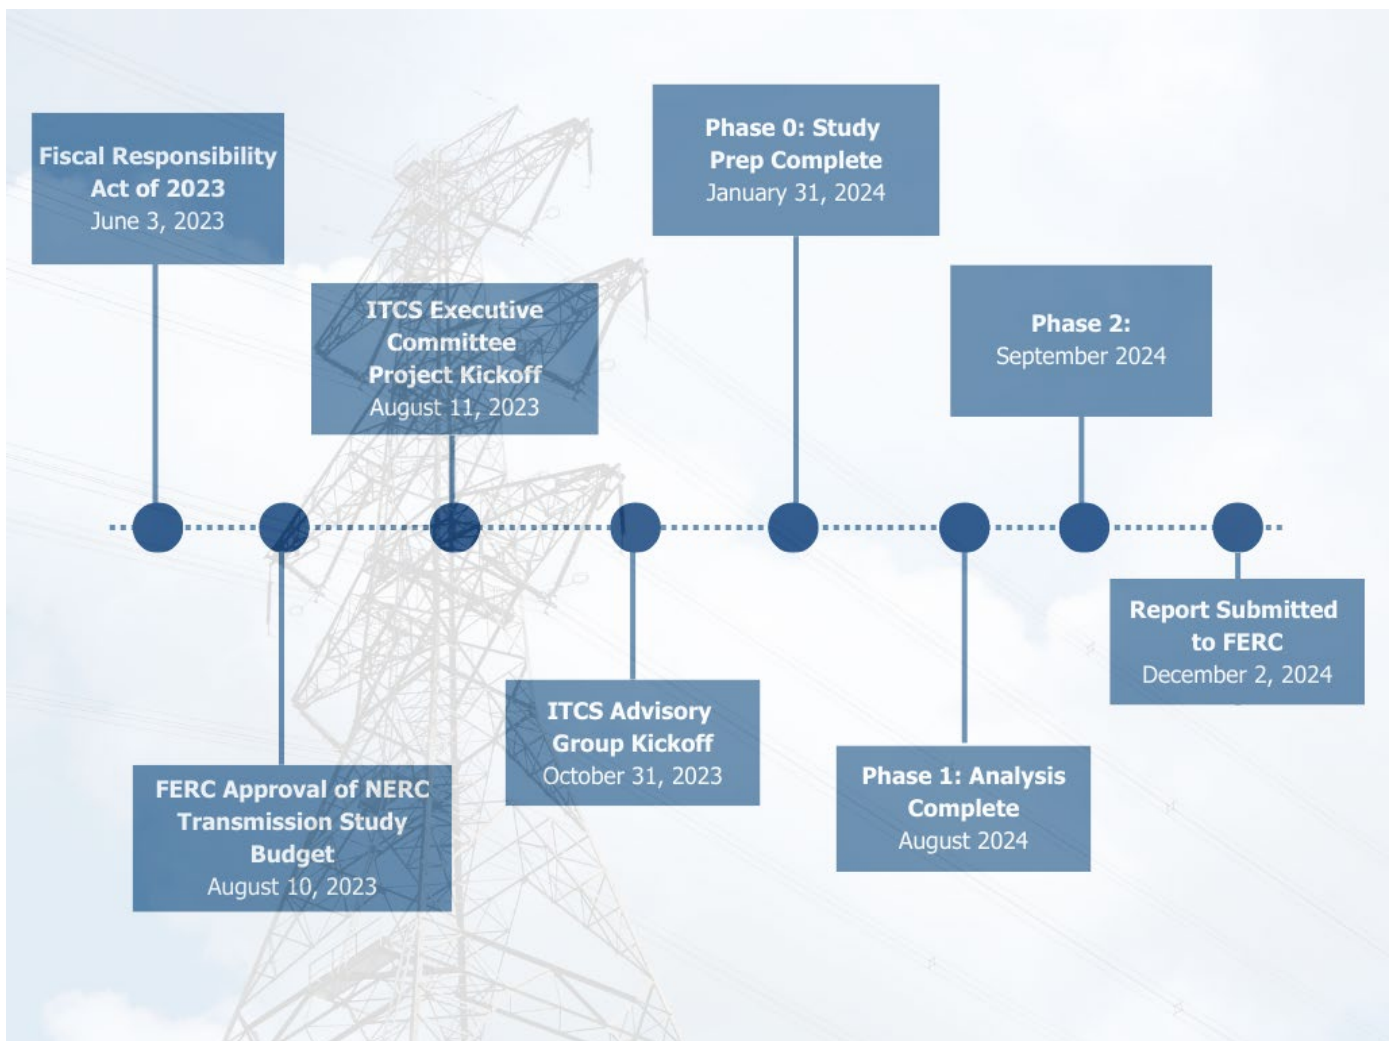 Fiscal Responsibility
Act of 2023
June 3, 2023
FERC Approval of NERC
Transmission Study
Budget
August 10, 2023
ITCS Executive
Committee
Project Kickoff
August 11, 2023
ITCS Advisory
Group Kickoff
October 31, 2023
Phase 0: Study
Prep Complete
January 31, 2024
Phase 1: Analysis
Complete
August 2024
Phase 2:
September 2024
Report Submitted
to FERC
December 2, 2024